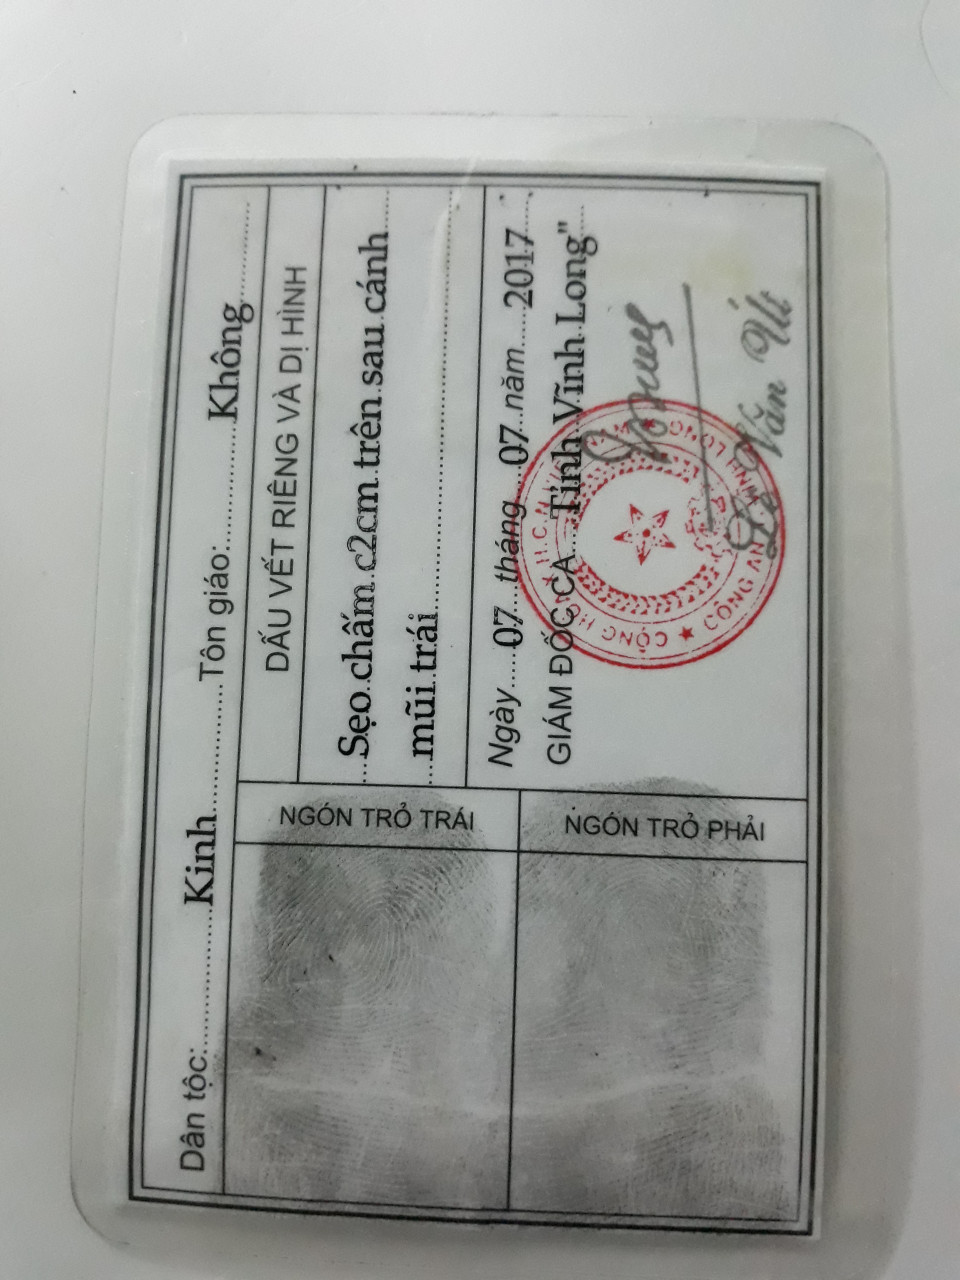 Dân tộc:........Kinh........Tôn giáo:........Không........
DẤU VẾT RIÊNG VÀ DỊ HÌNH
Sẹo chấm c2cm trên sau cánh
mũi trái
Ngày 07 tháng 07 năm 2017
GIÁM ĐỐC CA Tỉnh Vĩnh Long"
CỘNG HÒA X.H.C.N VIỆT NAM
★ CÔNG AN TỈNH VĨNH LONG ★
Lê Văn Út
NGÓN TRỎ TRÁI
NGÓN TRỎ PHẢI